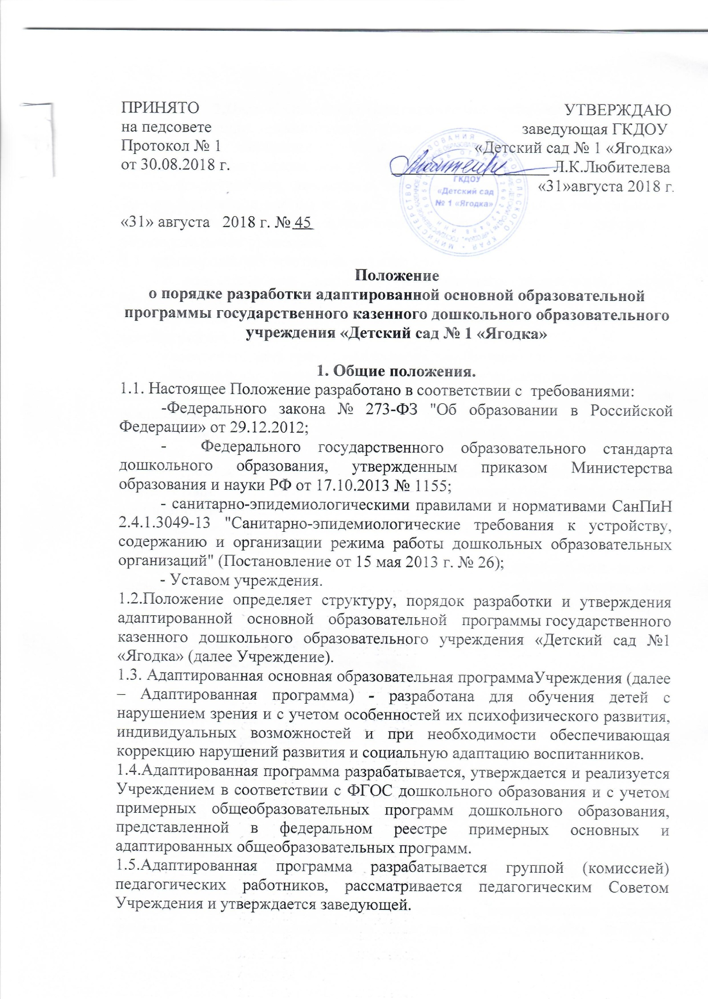 ПРИНЯТО
на педсовете
Протокол № 1
от 30.08.2018 г.
УТВЕРЖДАЮ
заведующая ГКДОУ
«Детский сад № 1 «Ягодка»
Л.К.Любителева
«31»августа 2018 г.
ГКДОУ
«Детский сад
№ 1 «Ягодка»
«31» августа 2018 г. № 45
Положение
о порядке разработки адаптированной основной образовательной
программы государственного казенного дошкольного образовательного
учреждения «Детский сад № 1 «Ягодка»
1. Общие положения.
1.1. Настоящее Положение разработано в соответствии с требованиями:
-Федерального закона № 273-ФЗ "Об образовании в Российской
Федерации» от 29.12.2012;
- Федерального государственного образовательного стандарта
дошкольного образования, утвержденным приказом Министерства
образования и науки РФ от 17.10.2013 № 1155;
- санитарно-эпидемиологическими правилами и нормативами СанПиН
2.4.1.3049-13 "Санитарно-эпидемиологические требования к устройству,
содержанию и организации режима работы дошкольных образовательных
организаций" (Постановление от 15 мая 2013 г. № 26);
- Уставом учреждения.
1.2.Положение определяет структуру, порядок разработки и утверждения
адаптированной основной образовательной программы государственного
казенного дошкольного образовательного учреждения «Детский сад №1
«Ягодка» (далее Учреждение).
1.3. Адаптированная основная образовательная программаУчреждения (далее
– Адаптированная программа) - разработана для обучения детей с
нарушением зрения и с учетом особенностей их психофизического развития,
индивидуальных возможностей и при необходимости обеспечивающая
коррекцию нарушений развития и социальную адаптацию воспитанников.
1.4.Адаптированная программа разрабатывается, утверждается и реализуется
Учреждением в соответствии с ФГОС дошкольного образования и с учетом
примерных общеобразовательных программ дошкольного образования,
представленной в федеральном реестре примерных основных и
адаптированных общеобразовательных программ.
1.5.Адаптированная программа разрабатывается группой (комиссией)
педагогических работников, рассматривается педагогическим Советом
Учреждения и утверждается заведующей.